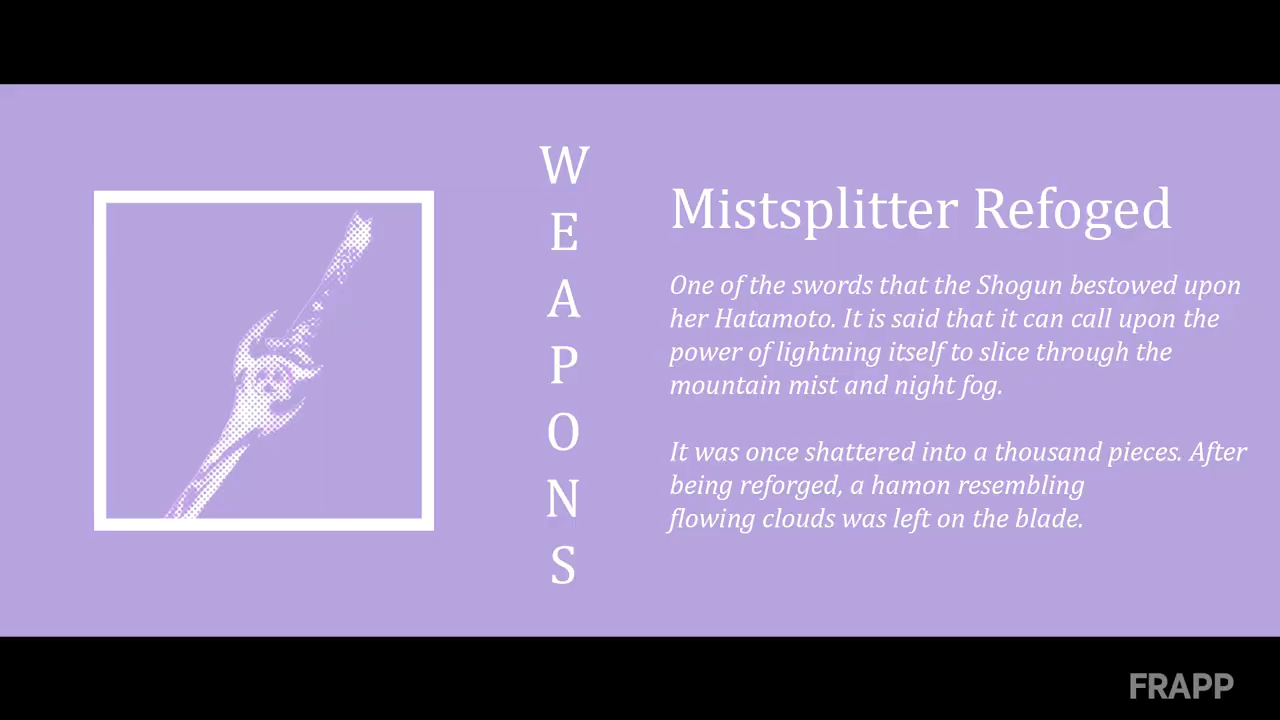 WEAPONS
Mistsplitter Refoged
One of the swords that the Shogun bestowed upon
her Hatamoto. It is said that it can call upon the
power of lightning itself to slice through the
mountain mist and night fog.
It was once shattered into a thousand pieces. After
being reforged, a hamon resembling
flowing clouds was left on the blade.
FRAPP